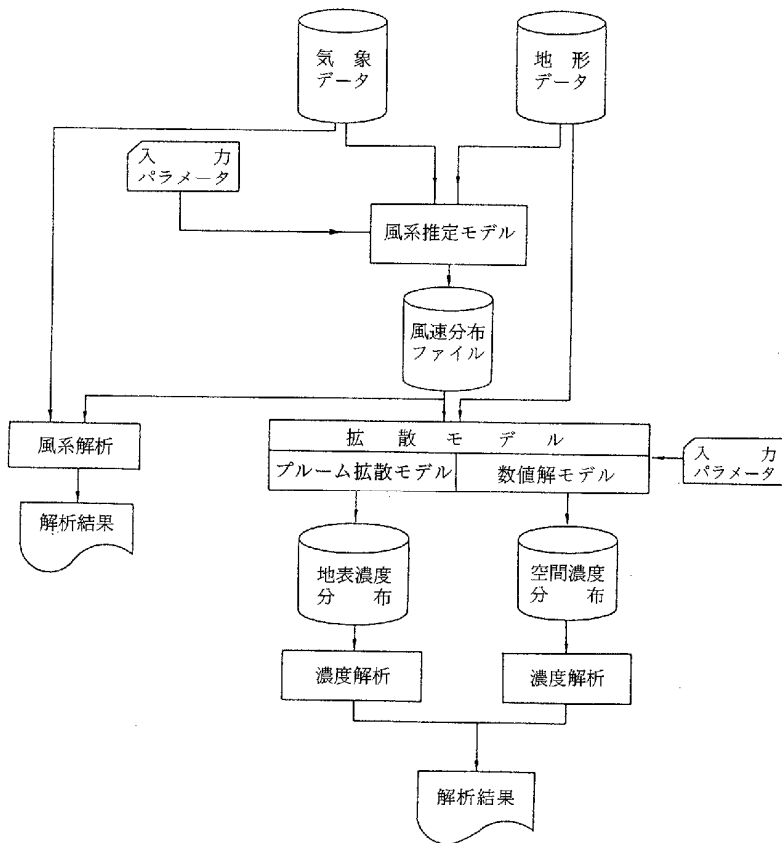 気象
データ
地形
データ
入力
パラメータ
風系推定モデル
風速分布
ファイル
風系解析
解析結果
拡散モデル
プルーム拡散モデル
数値解モデル
入力
パラメータ
地表濃度
分布
空間濃度
分布
濃度解析
濃度解析
解析結果